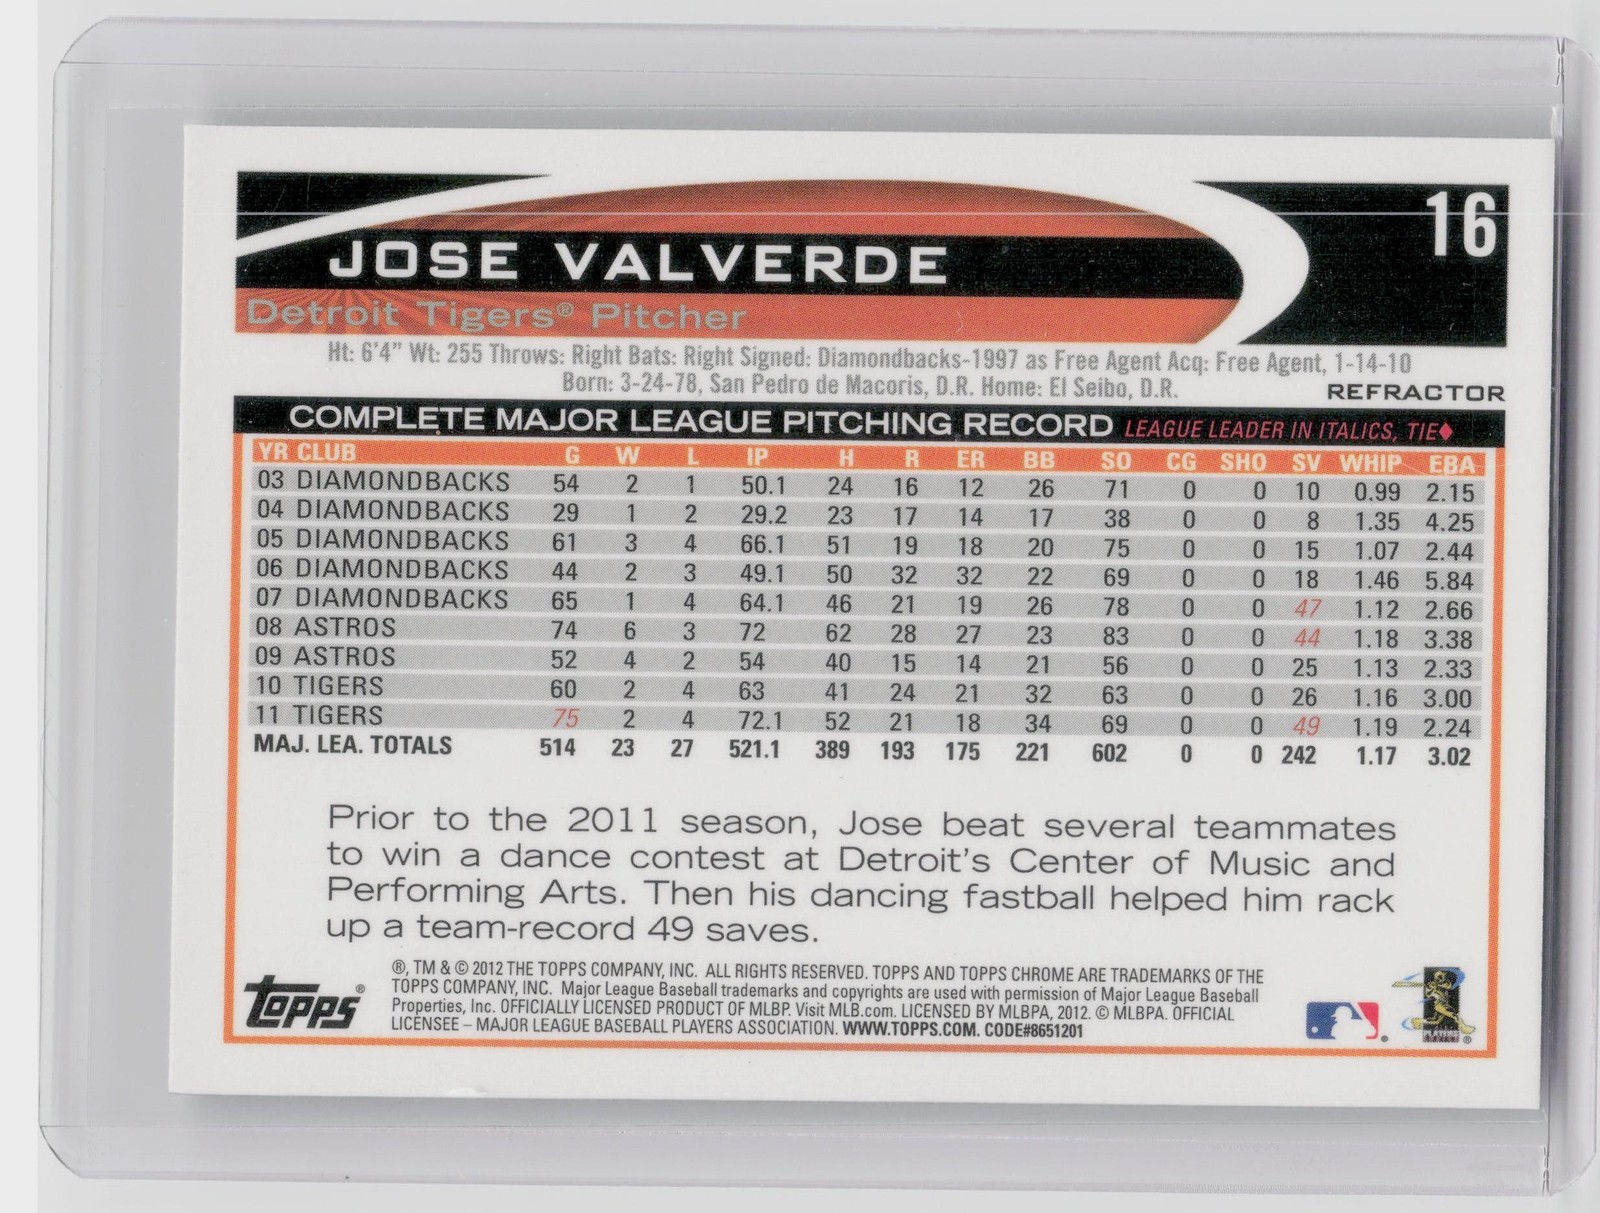 16
JOSE VALVERDE
Detroit Tigers® Pitcher
Ht: 6'4" Wt: 255 Throws: Right Bats: Right Signed: Diamondbacks-1997 as Free Agent Acq: Free Agent, 1-14-10
Born: 3-24-78, San Pedro de Macoris, D.R. Home: El Seibo, D.R.
REFRACTOR
COMPLETE MAJOR LEAGUE PITCHING RECORD LEAGUE LEADER IN ITALICS, TIE♦
YR CLUB G W L IP H R ER BB SO CG SHO SV WHIP ERA
03 DIAMONDBACKS 54 2 1 50.1 24 16 12 26 71 0 0 10 0.99 2.15
04 DIAMONDBACKS 29 1 2 29.2 23 17 14 17 38 0 0 8 1.35 4.25
05 DIAMONDBACKS 61 3 4 66.1 51 19 18 20 75 0 0 15 1.07 2.44
06 DIAMONDBACKS 44 2 3 49.1 50 32 32 22 69 0 0 18 1.46 5.84
07 DIAMONDBACKS 65 1 4 64.1 46 21 19 26 78 0 0 47 1.12 2.66
08 ASTROS 74 6 3 72 62 28 27 23 83 0 0 44 1.18 3.38
09 ASTROS 52 4 2 54 40 15 14 21 56 0 0 25 1.13 2.33
10 TIGERS 60 2 4 63 41 24 21 32 63 0 0 26 1.16 3.00
11 TIGERS 75 2 4 72.1 52 21 18 34 69 0 0 49 1.19 2.24
MAJ. LEA. TOTALS 514 23 27 521.1 389 193 175 221 602 0 0 242 1.17 3.02
Prior to the 2011 season, Jose beat several teammates
to win a dance contest at Detroit's Center of Music and
Performing Arts. Then his dancing fastball helped him rack
up a team-record 49 saves.
Topps®
®, TM & © 2012 THE TOPPS COMPANY, INC. ALL RIGHTS RESERVED. TOPPS AND TOPPS CHROME ARE TRADEMARKS OF THE
TOPPS COMPANY, INC. Major League Baseball trademarks and copyrights are used with permission of Major League Baseball
Properties, Inc. OFFICIALLY LICENSED PRODUCT OF MLBP. Visit MLB.com. LICENSED BY MLBPA, 2012. © MLBPA. OFFICIAL
LICENSEE – MAJOR LEAGUE BASEBALL PLAYERS ASSOCIATION. WWW.TOPPS.COM. CODE#8651201
PLAYERS CHOICE ®